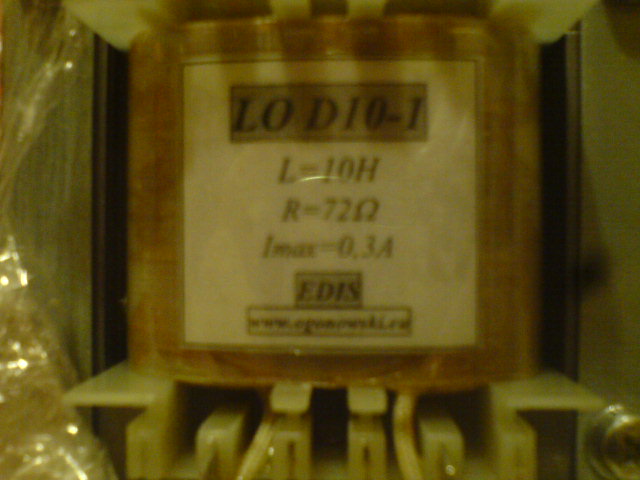 LO D10-1
L=10H
R=72Ω
Imax=0,3A
EDIS